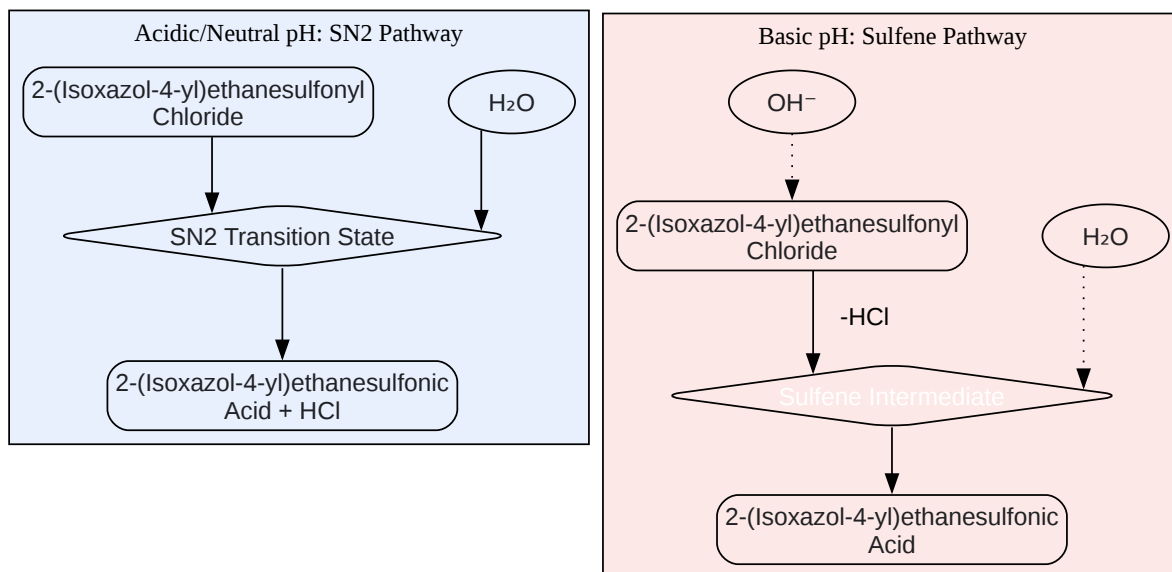 Acidic/Neutral pH: SN2 Pathway
2-(Isoxazol-4-yl)ethanesulfonyl
Chloride
H₂O
SN2 Transition State
2-(Isoxazol-4-yl)ethanesulfonic
Acid + HCl
Basic pH: Sulfene Pathway
OH⁻
2-(Isoxazol-4-yl)ethanesulfonyl
Chloride
H₂O
-HCl
Sulfene Intermediate
2-(Isoxazol-4-yl)ethanesulfonic
Acid